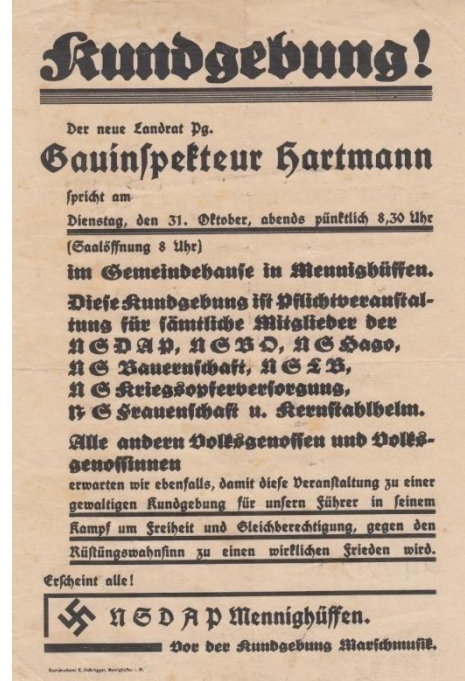 Kundgebung!
Der neue Landrat Pg.
Gauinspekteur Hartmann
spricht am
Dienstag, den 31. Oktober, abends pünktlich 8,30 Uhr
(Saalöffnung 8 Uhr)
im Gemeindehause in Mennighüffen.
Diese Kundgebung ist Pflichtveranstal-
tung für sämtliche Mitglieder der
NSDAP, NSBO, NS Hago,
NS Bauernschaft, NSLB,
NS Kriegsopferversorgung,
NS Frauenschaft u. Kernstahlhelm.
Alle andern Volksgenossen und Volks-
genossinnen
erwarten wir ebenfalls, damit diese Veranstaltung zu einer
gewaltigen Kundgebung für unsern Führer in seinem
Kampf um Freiheit und Gleichberechtigung, gegen den
Rüstungswahnsinn zu einen wirklichen Frieden wird.
Erscheint alle!
NSDAP Mennighüffen.
Vor der Kundgebung Marschmusik.